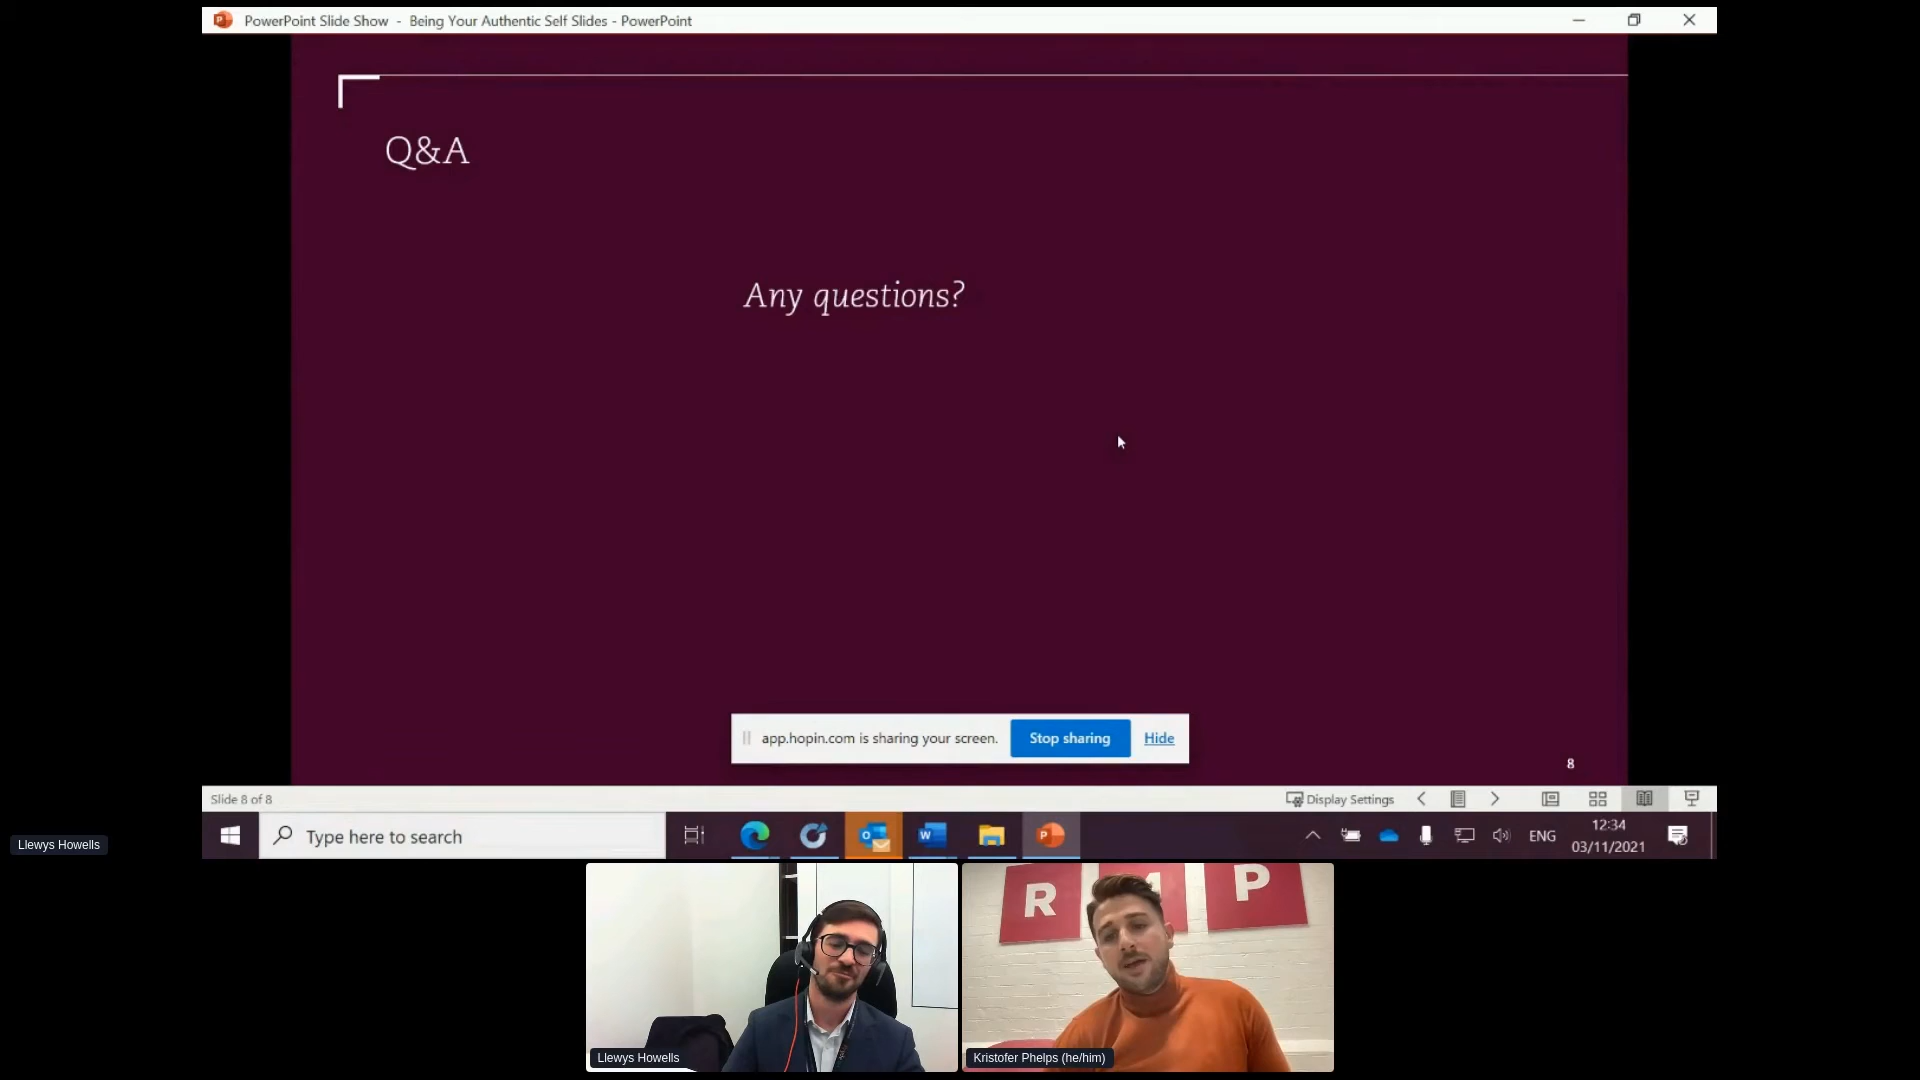 PowerPoint Slide Show - Being Your Authentic Self Slides - PowerPoint
Q&A
Any questions?
app.hopin.com is sharing your screen. Stop sharing Hide
8
Slide 8 of 8
Display Settings
Type here to search
ENG
12:34
03/11/2021
Llewys Howells
R
P
Llewys Howells
Kristofer Phelps (he/him)